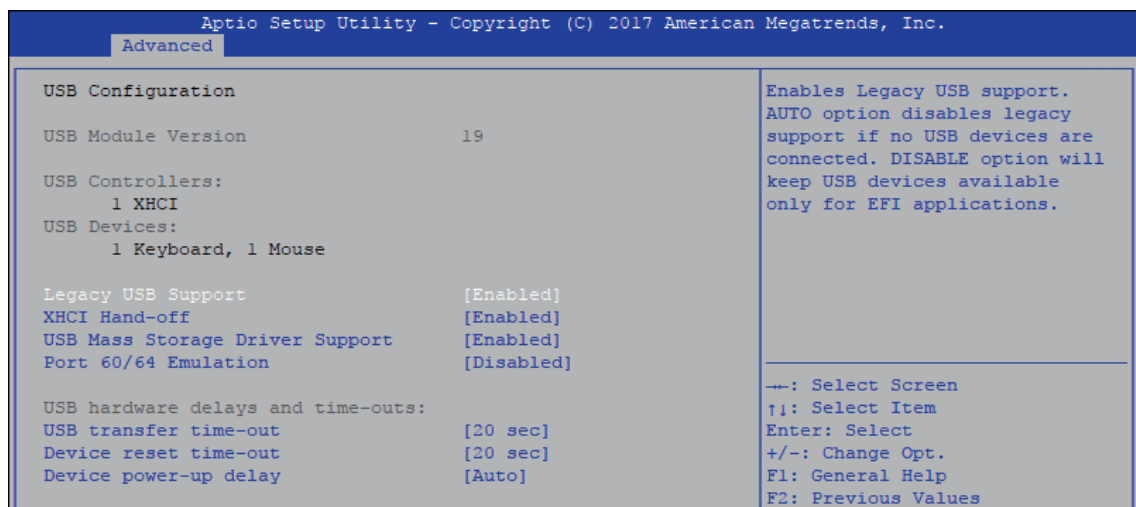 Aptio Setup Utility - Copyright (C) 2017 American Megatrends, Inc.
Advanced
USB Configuration
USB Module Version 19
USB Controllers:
1 XHCI
USB Devices:
1 Keyboard, 1 Mouse
Legacy USB Support [Enabled]
XHCI Hand-off [Enabled]
USB Mass Storage Driver Support [Enabled]
Port 60/64 Emulation [Disabled]
USB hardware delays and time-outs:
USB transfer time-out [20 sec]
Device reset time-out [20 sec]
Device power-up delay [Auto]
Enables Legacy USB support.
AUTO option disables legacy
support if no USB devices are
connected. DISABLE option will
keep USB devices available
only for EFI applications.
→←: Select Screen
↑↓: Select Item
Enter: Select
+/-: Change Opt.
F1: General Help
F2: Previous Values